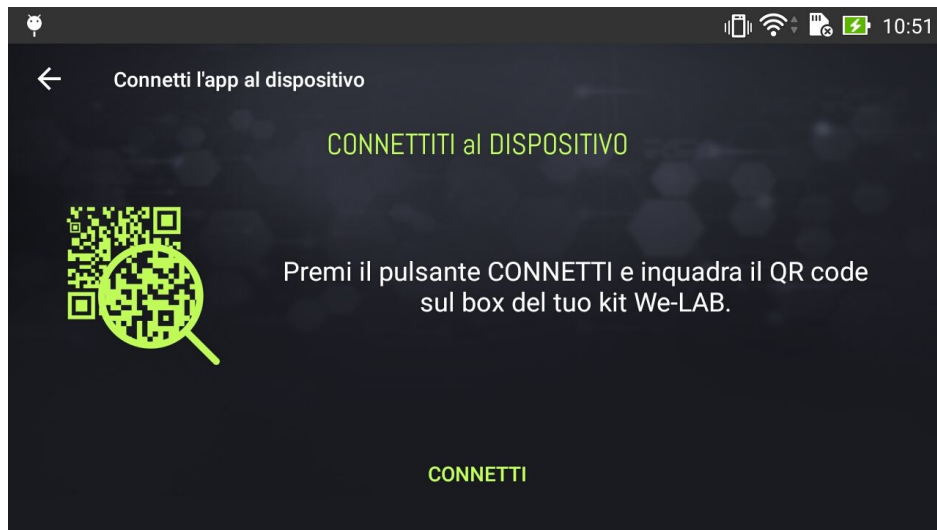 10:51
Connetti l'app al dispositivo
CONNETTITI al DISPOSITIVO
Premi il pulsante CONNETTI e inquadra il QR code
sul box del tuo kit We-LAB.
CONNETTI